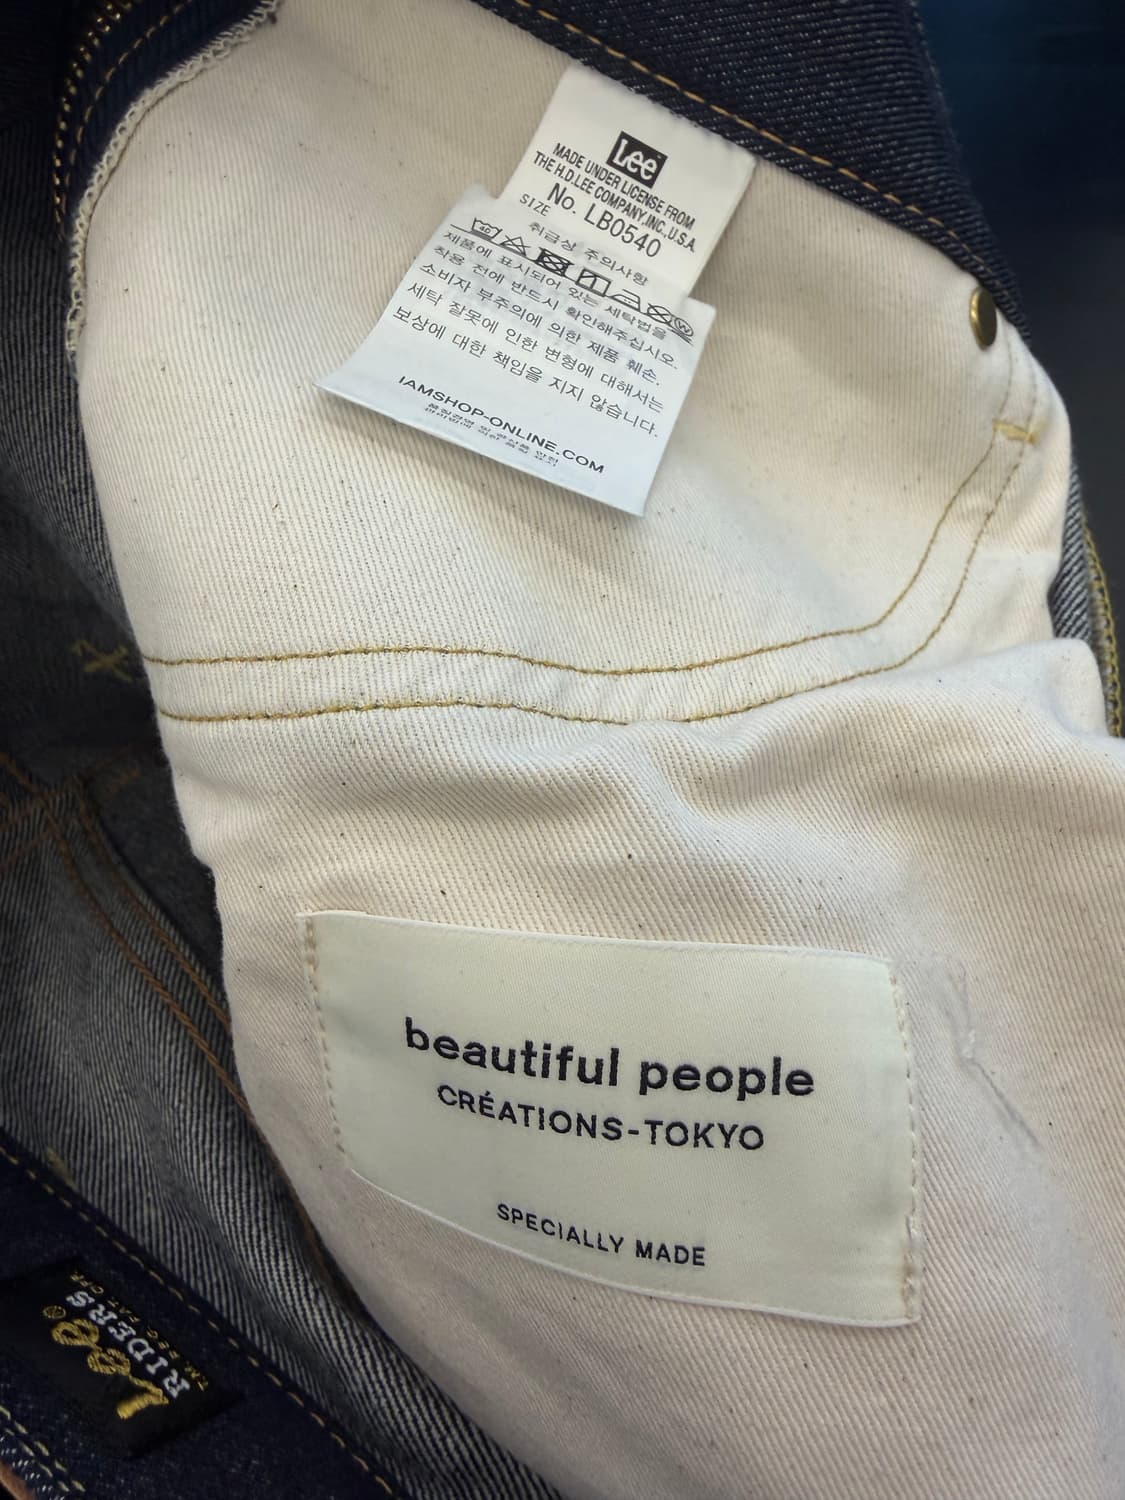 Lee
MADE UNDER LICENSE FROM
THE H.D.LEE COMPANY,INC.,U.S.A.
No. LB0540
SIZE
취급상 주의사항
40
W
제품에 표시되어 있는 세탁법을
착용 전에 반드시 확인해주십시오.
소비자 부주의에 의한 제품 훼손.
세탁 잘못에 인한 변형에 대해서는
보상에 대한 책임을 지지 않습니다.
IAMSHOP-ONLINE.COM
beautiful people
CRÉATIONS-TOKYO
SPECIALLY MADE
Lee
®
RIDERS